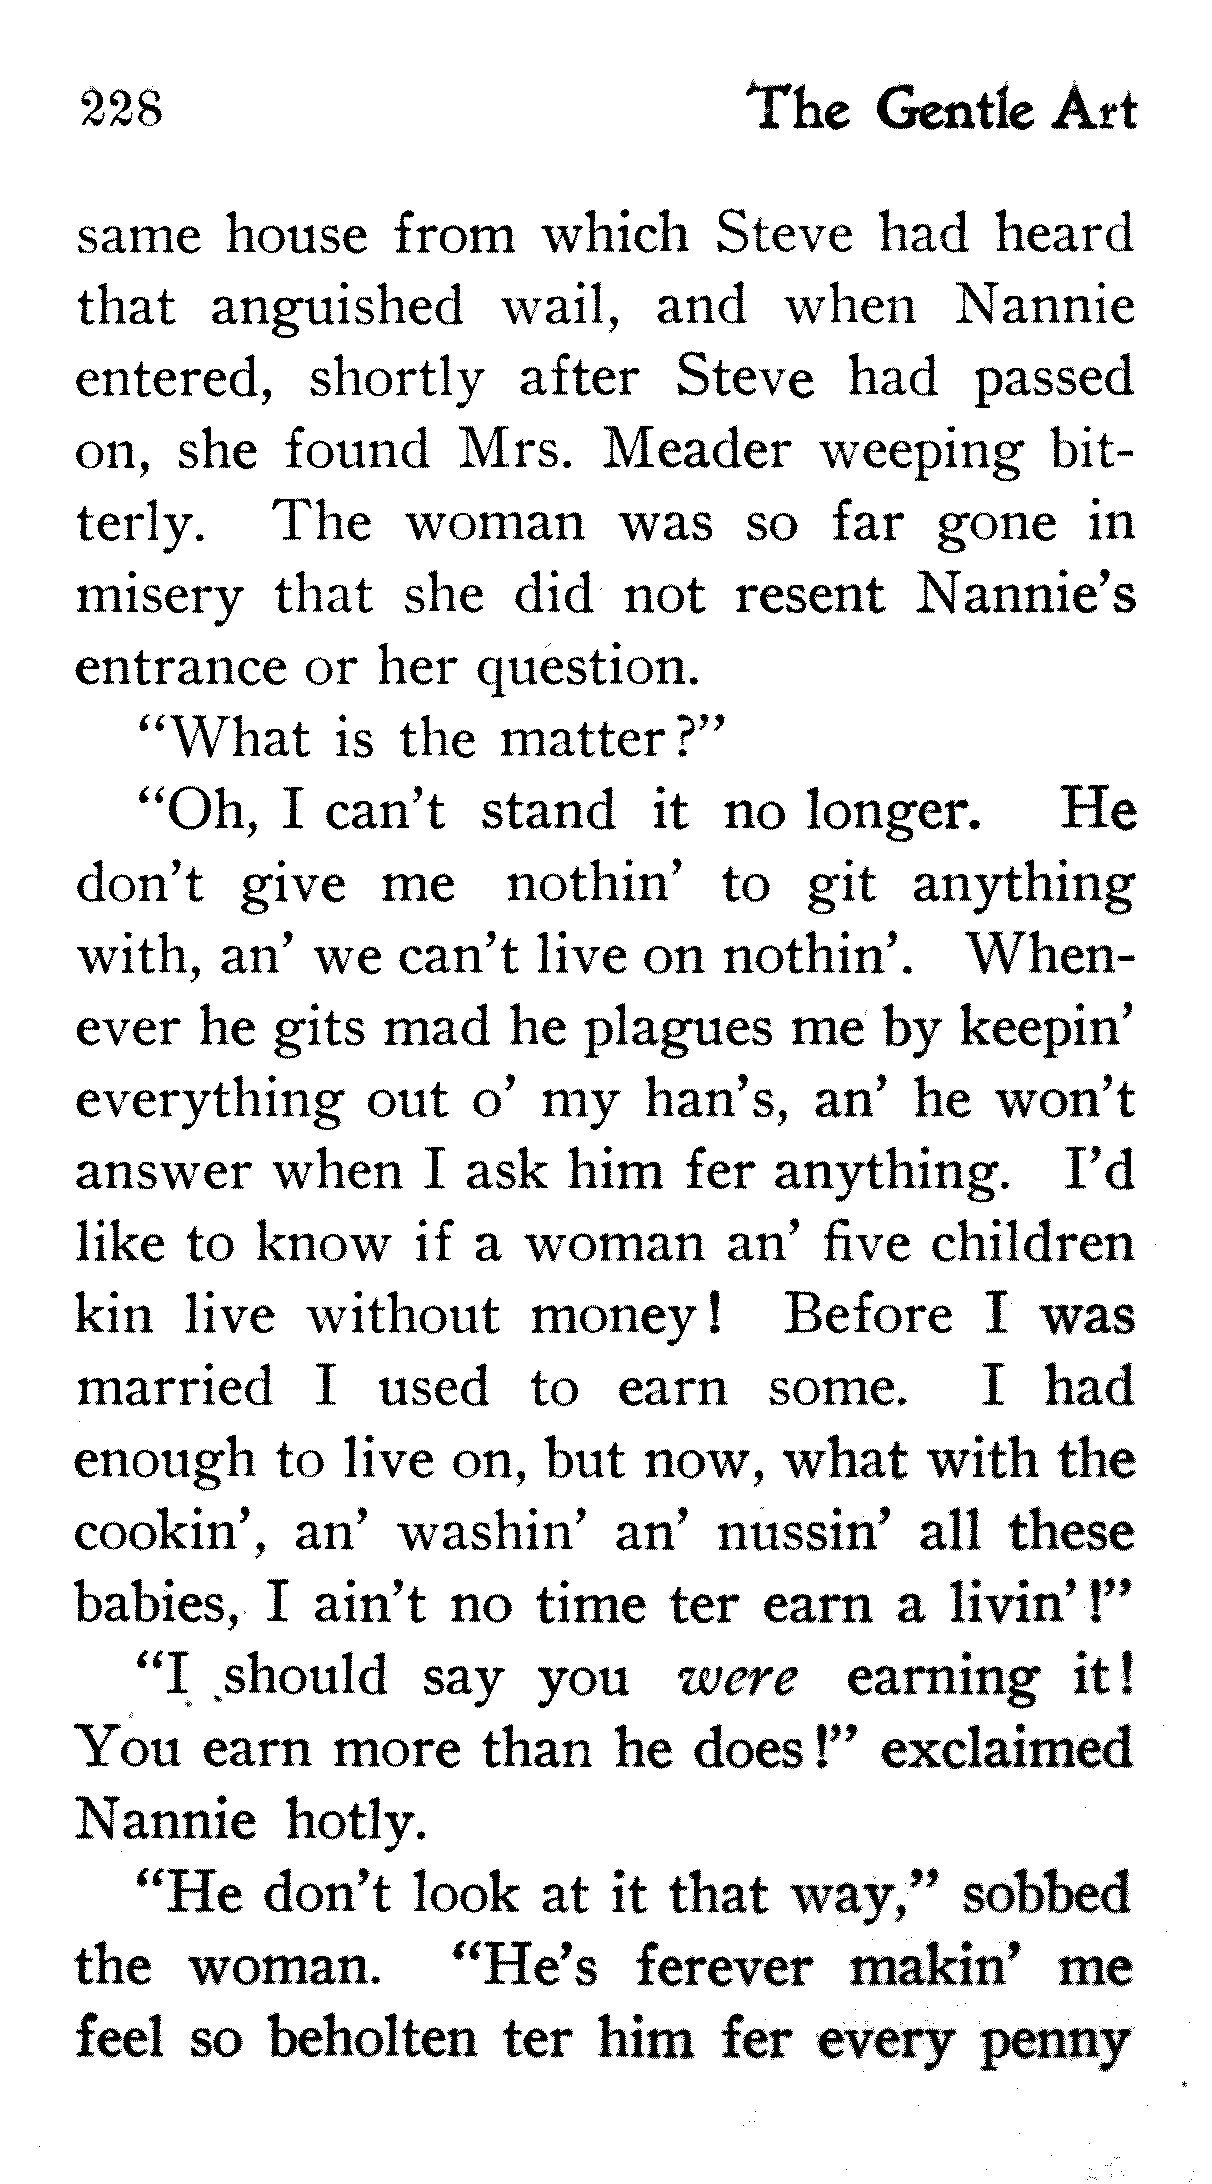 228 The Gentle Art
same house from which Steve had heard
that anguished wail, and when Nannie
entered, shortly after Steve had passed
on, she found Mrs. Meader weeping bit-
terly. The woman was so far gone in
misery that she did not resent Nannie's
entrance or her question.
“What is the matter?”
“Oh, I can't stand it no longer. He
don't give me nothin' to git anything
with, an' we can't live on nothin'. When-
ever he gits mad he plagues me by keepin'
everything out o' my han's, an' he won't
answer when I ask him fer anything. I'd
like to know if a woman an' five children
kin live without money! Before I was
married I used to earn some. I had
enough to live on, but now, what with the
cookin', an' washin' an' nussin' all these
babies, I ain't no time ter earn a livin'!”
“I should say you were earning it!
You earn more than he does!” exclaimed
Nannie hotly.
“He don't look at it that way,” sobbed
the woman. “He's ferever makin' me
feel so beholten ter him fer every penny